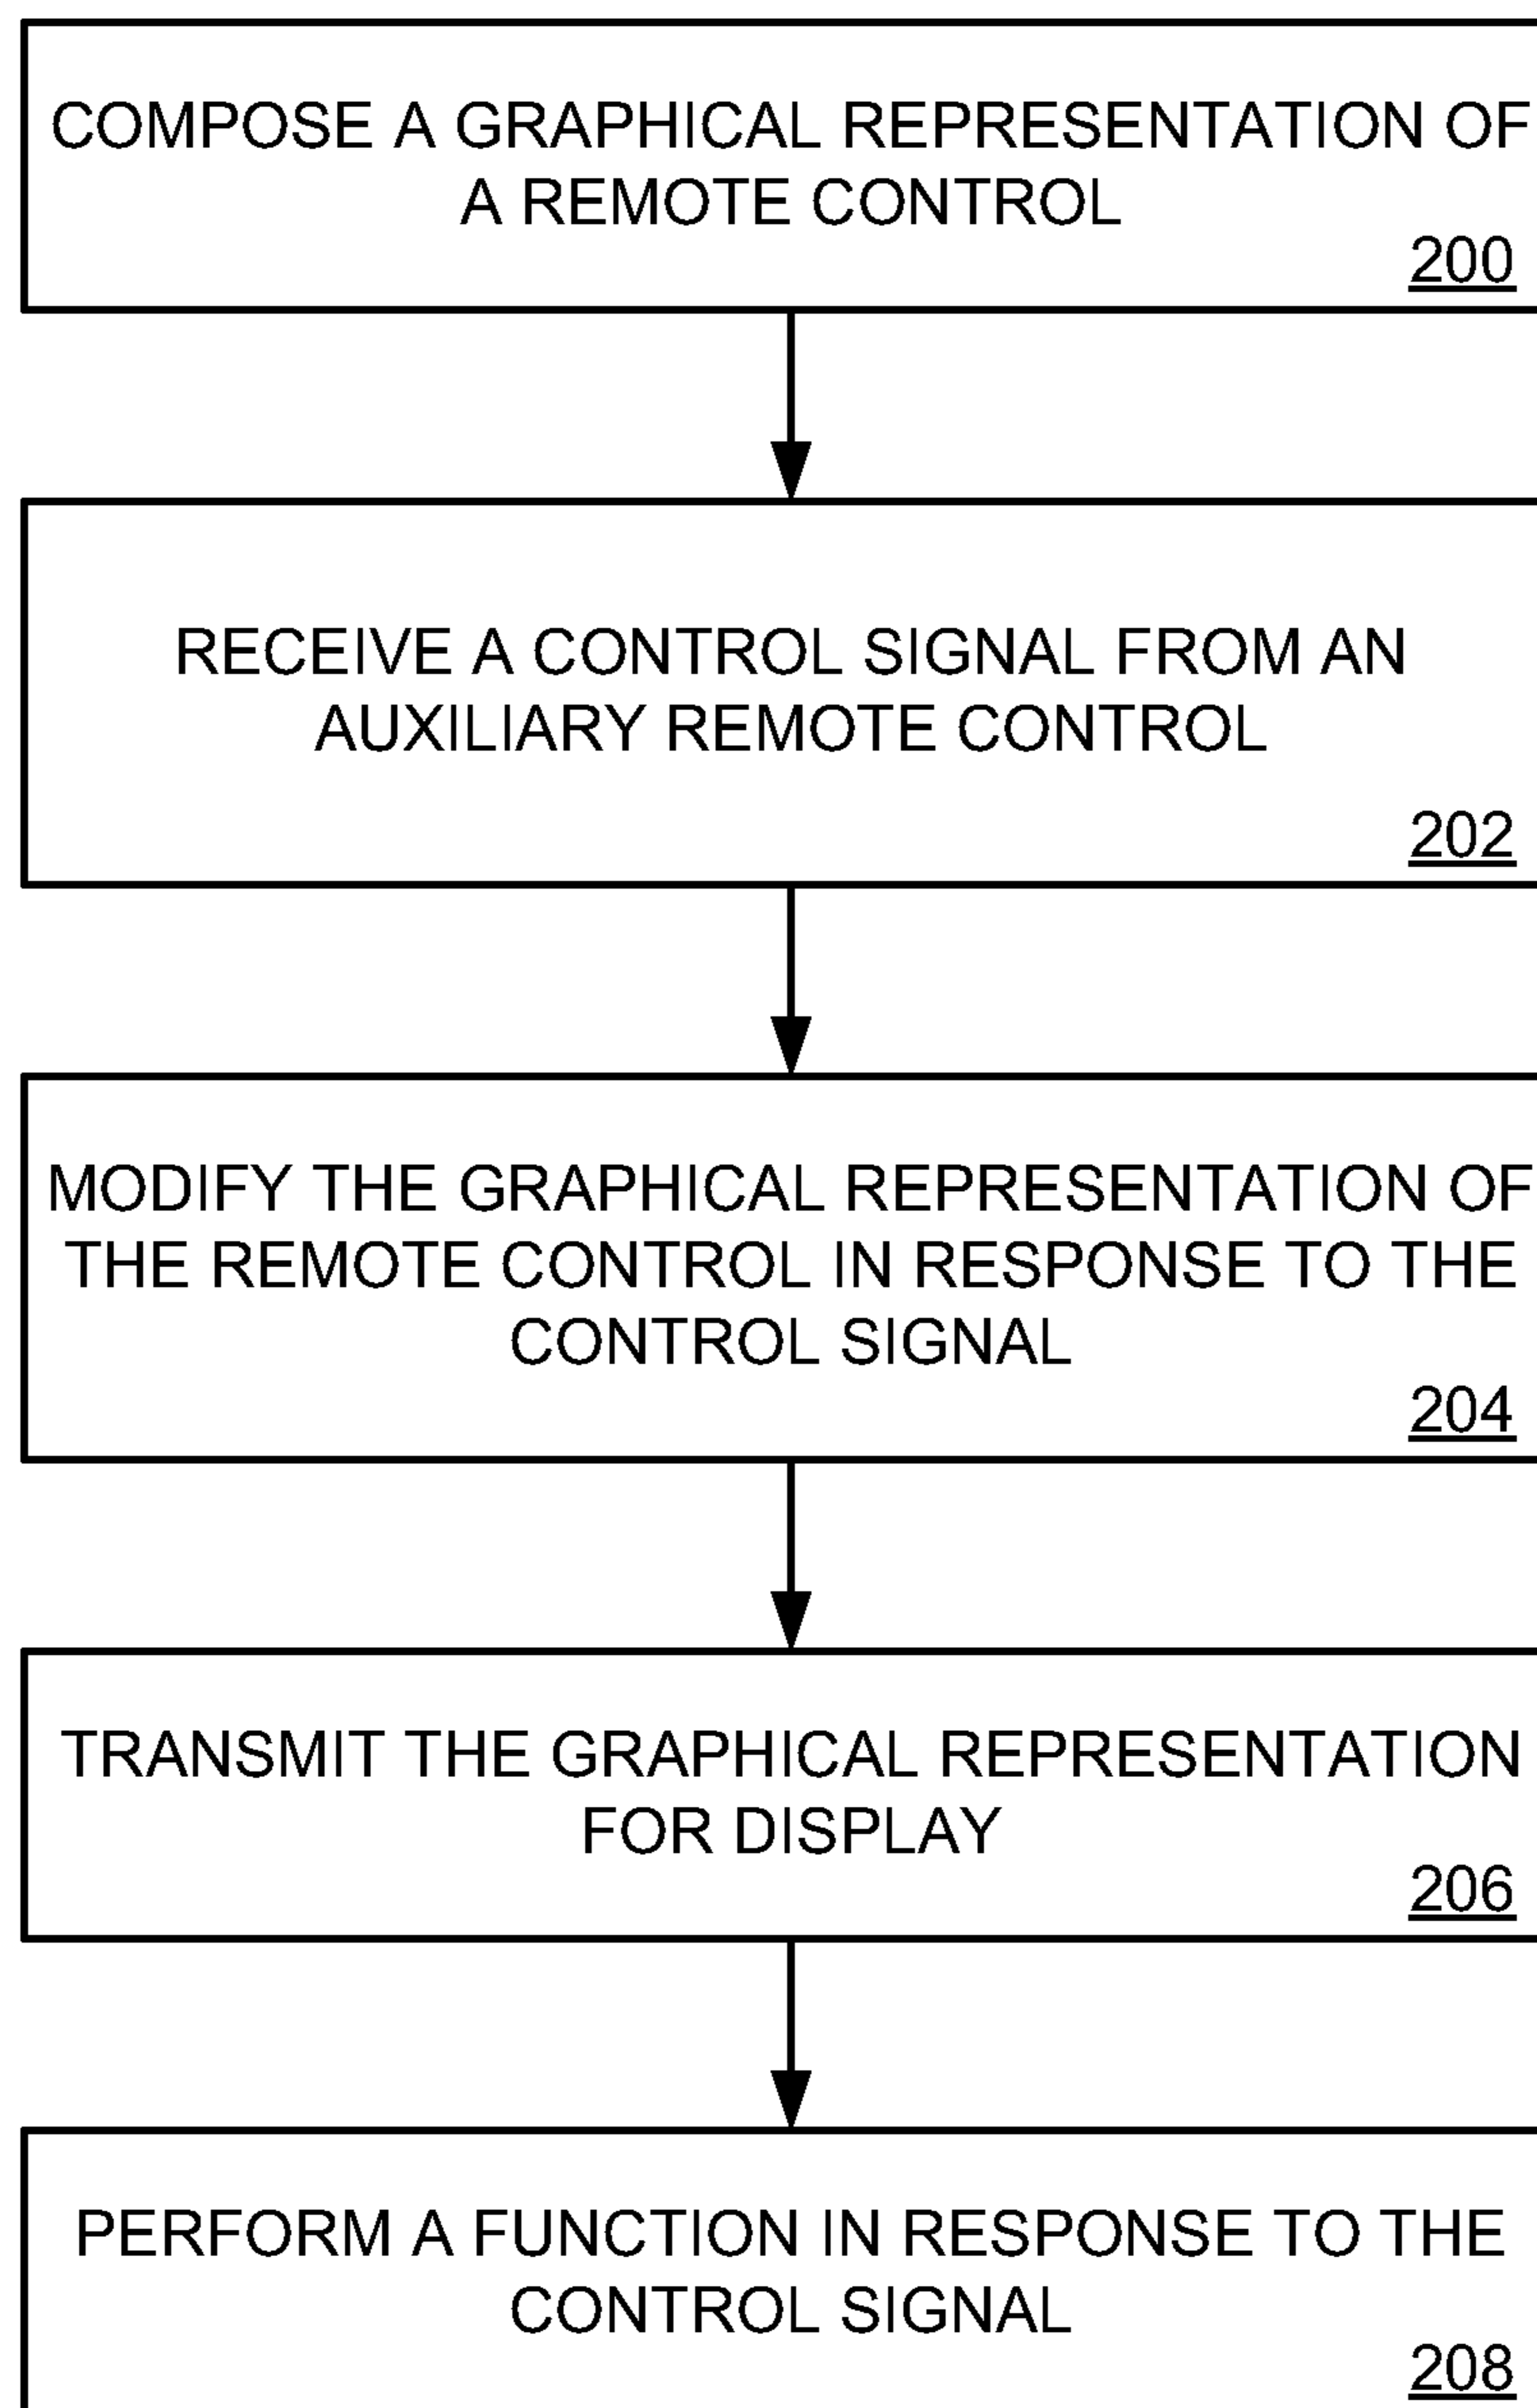 COMPOSE A GRAPHICAL REPRESENTATION OF
A REMOTE CONTROL
200
RECEIVE A CONTROL SIGNAL FROM AN
AUXILIARY REMOTE CONTROL
202
MODIFY THE GRAPHICAL REPRESENTATION OF
THE REMOTE CONTROL IN RESPONSE TO THE
CONTROL SIGNAL
204
TRANSMIT THE GRAPHICAL REPRESENTATION
FOR DISPLAY
206
PERFORM A FUNCTION IN RESPONSE TO THE
CONTROL SIGNAL
208